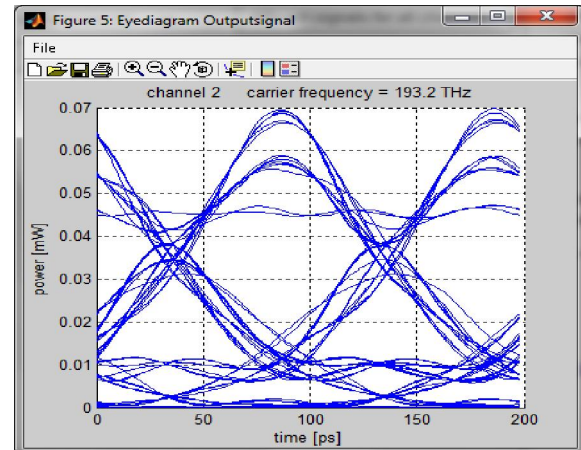 Figure 5: Eyediagram Outputsignal
File
channel 2 carrier frequency = 193.2 THz
0.07
0.06
0.05
0.04
0.03
0.02
0.01
0
power [mW]
0 50 100 150 200
time [ps]